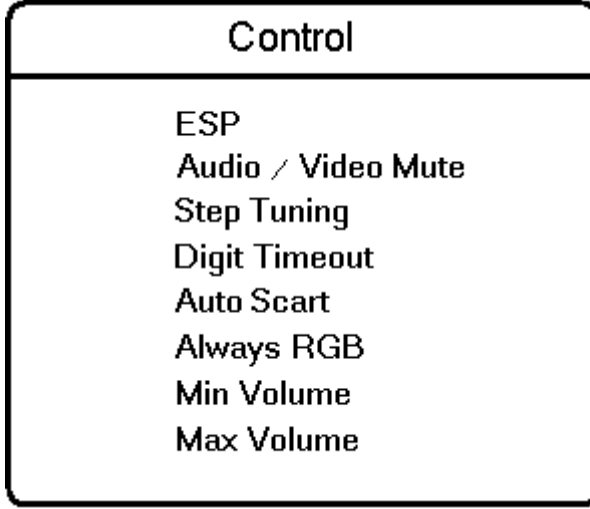 Control
ESP
Audio / Video Mute
Step Tuning
Digit Timeout
Auto Scart
Always RGB
Min Volume
Max Volume